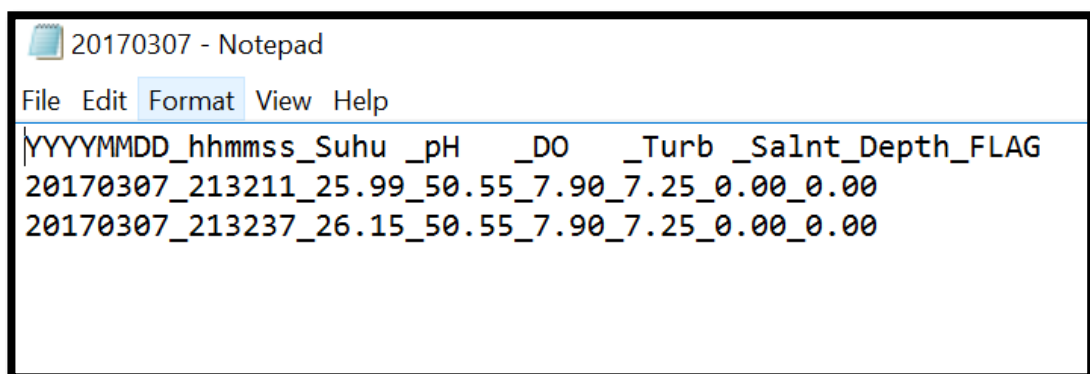 20170307 - Notepad
File Edit Format View Help
YYYYMMDD_hhmmss_Suhu _pH   _DO   _Turb _Salnt_Depth_FLAG
20170307_213211_25.99_50.55_7.90_7.25_0.00_0.00
20170307_213237_26.15_50.55_7.90_7.25_0.00_0.00